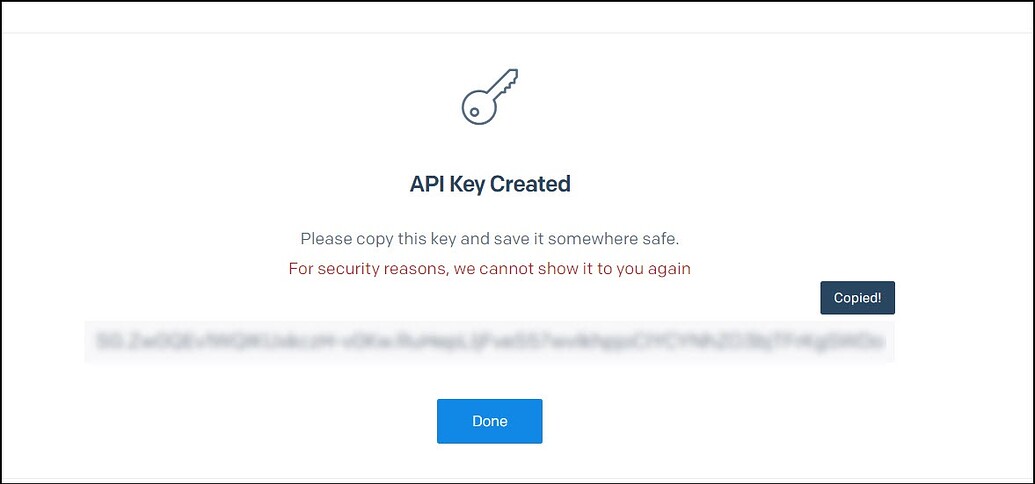 API Key Created
Please copy this key and save it somewhere safe.
For security reasons, we cannot show it to you again
Copied!
Done